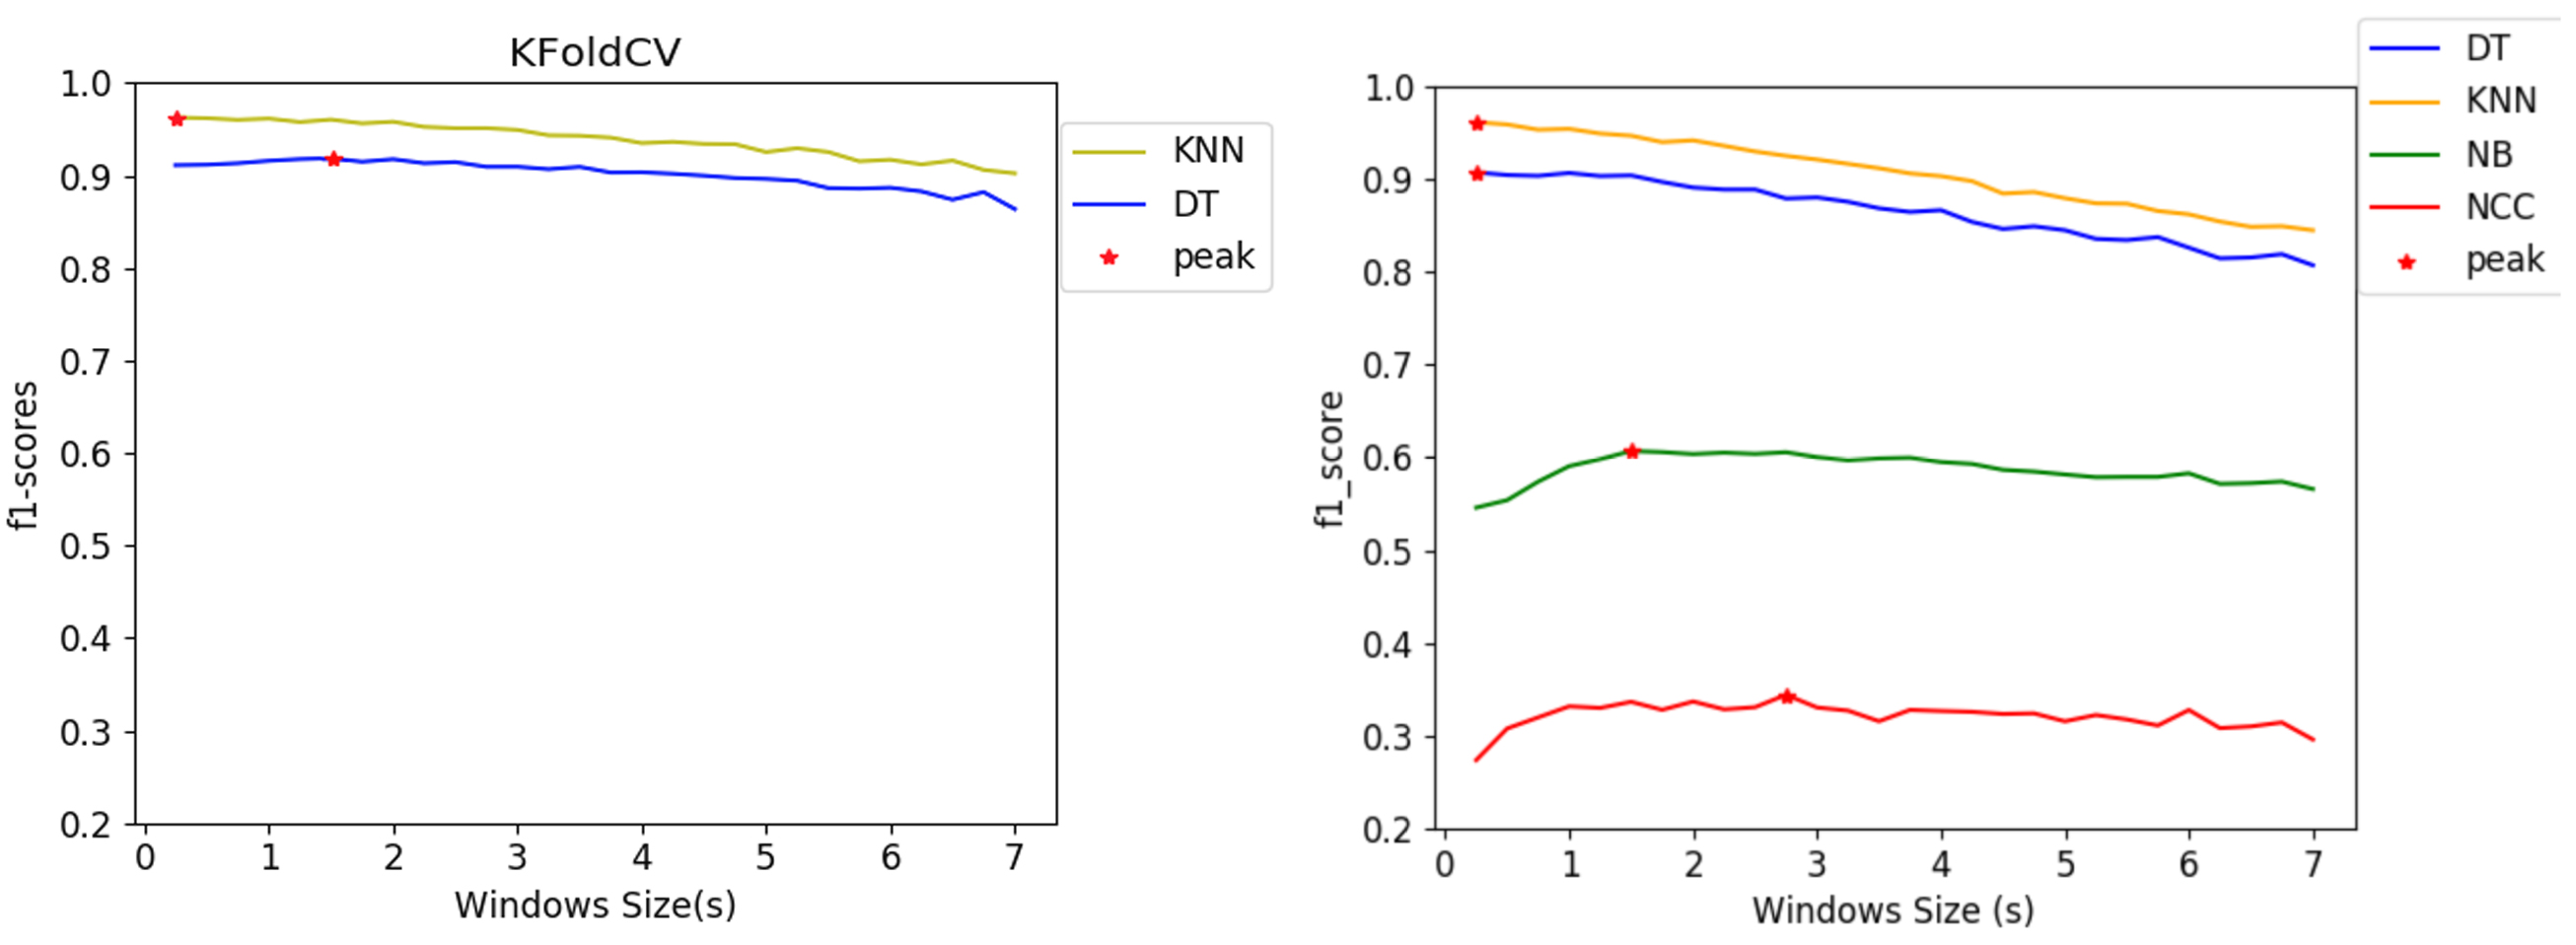 KFoldCV
1.0
0.9
0.8
0.7
0.6
0.5
0.4
0.3
0.2
f1-scores
0 1 2 3 4 5 6 7
Windows Size(s)
KNN
DT
peak
1.0
0.9
0.8
0.7
0.6
0.5
0.4
0.3
0.2
f1_score
0 1 2 3 4 5 6 7
Windows Size (s)
DT
KNN
NB
NCC
peak